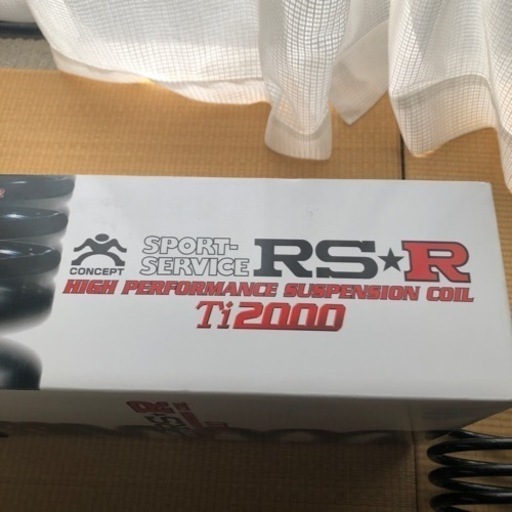 CONCEPT
SPORT-
SERVICE
RS★R
HIGH PERFORMANCE SUSPENSION COIL
Ti2000